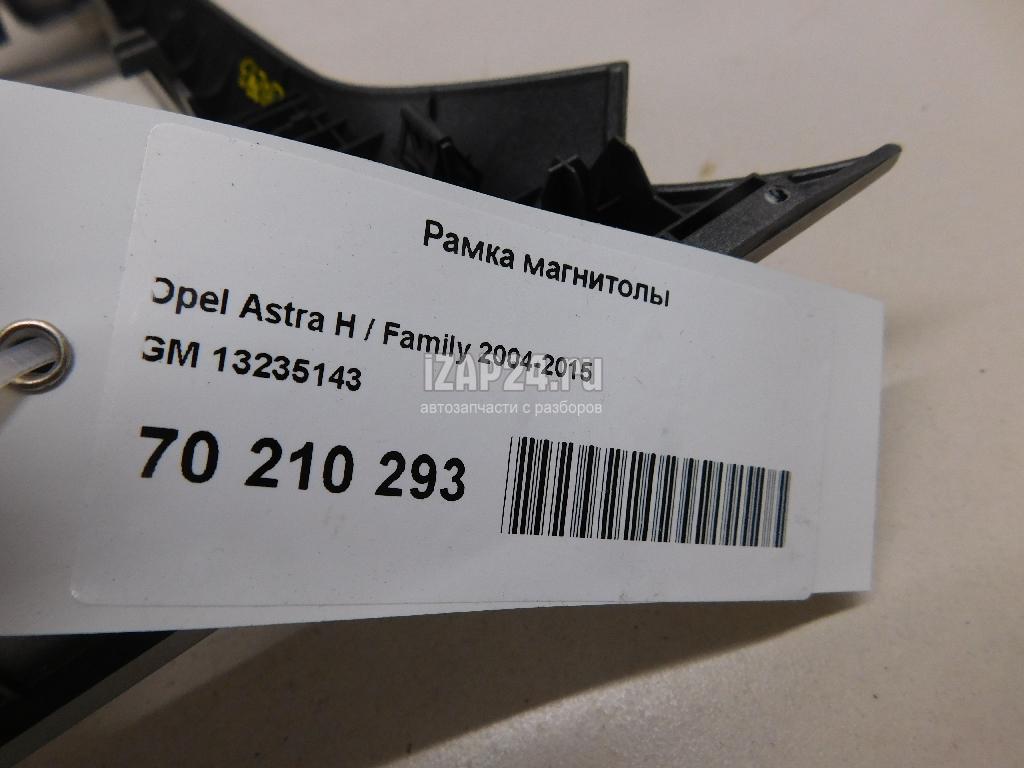 Рамка магнитолы
Opel Astra H / Family 2004-2015
GM 13235143
iZAP24.ru
автозапчасти с разборов
70 210 293